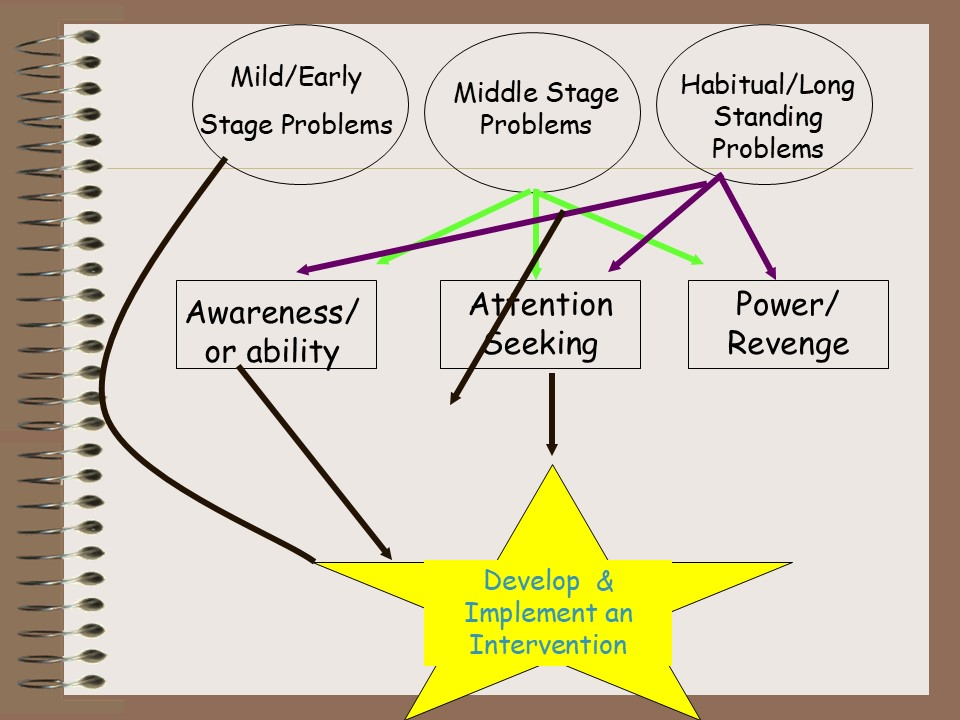 Mild/Early
Stage Problems
Middle Stage
Problems
Habitual/Long
Standing
Problems
Awareness/
or ability
Attention
Seeking
Power/
Revenge
Develop &
Implement an
Intervention